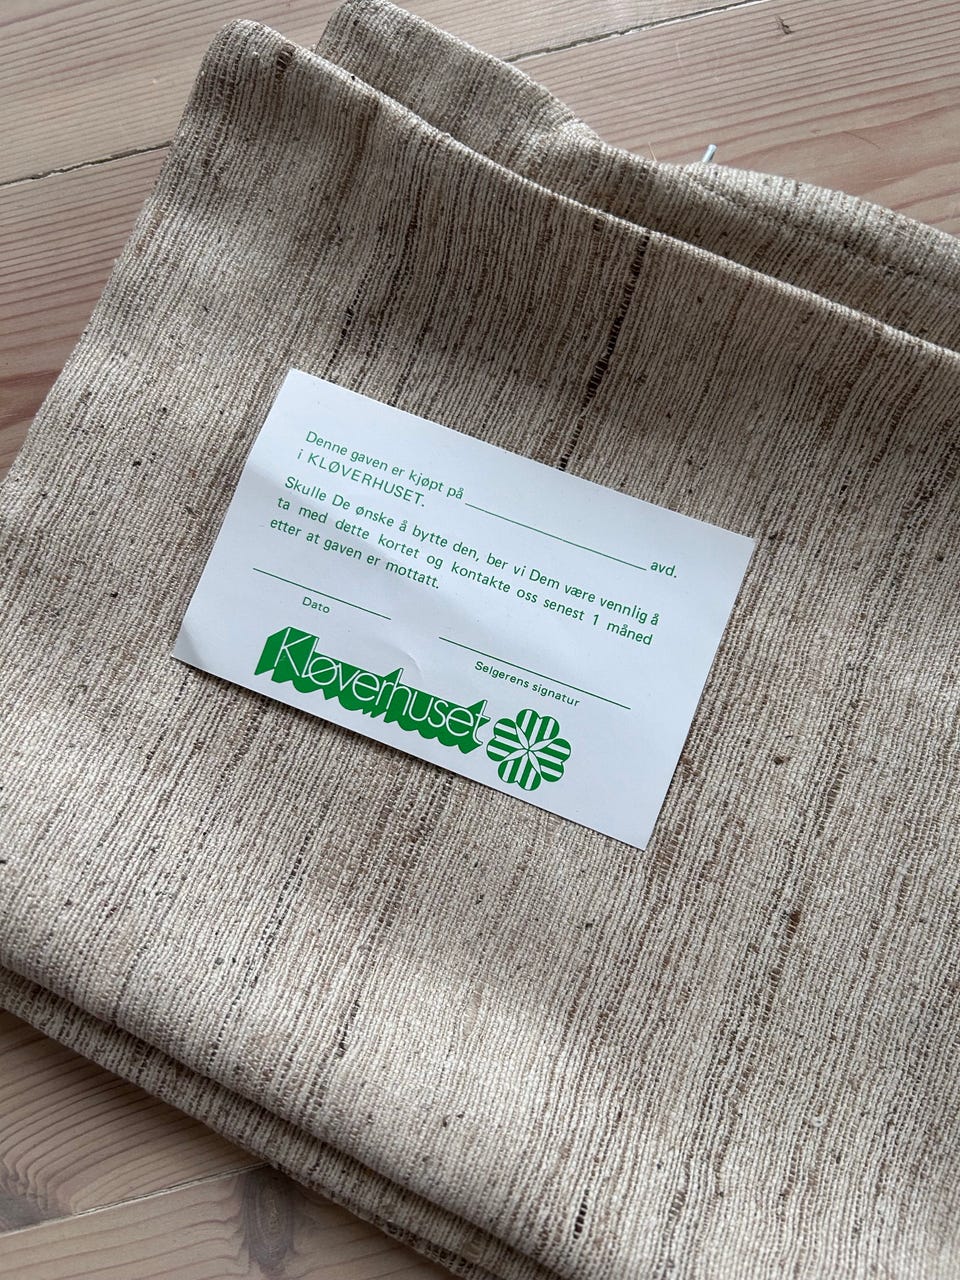 Denne gaven er kjøpt på ____________ avd.
i KLØVERHUSET.
Skulle De ønske å bytte den, ber vi Dem være vennlig å
ta med dette kortet og kontakte oss senest 1 måned
etter at gaven er mottatt.
Dato
Selgerens signatur
Kløverhuset